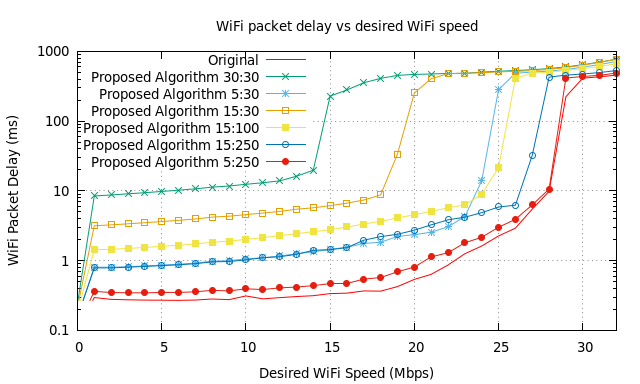 WiFi packet delay vs desired WiFi speed
1000
100
10
1
0.1
WiFi Packet Delay (ms)
Original
Proposed Algorithm 30:30
Proposed Algorithm 5:30
Proposed Algorithm 15:30
Proposed Algorithm 15:100
Proposed Algorithm 15:250
Proposed Algorithm 5:250
0 5 10 15 20 25 30
Desired WiFi Speed (Mbps)